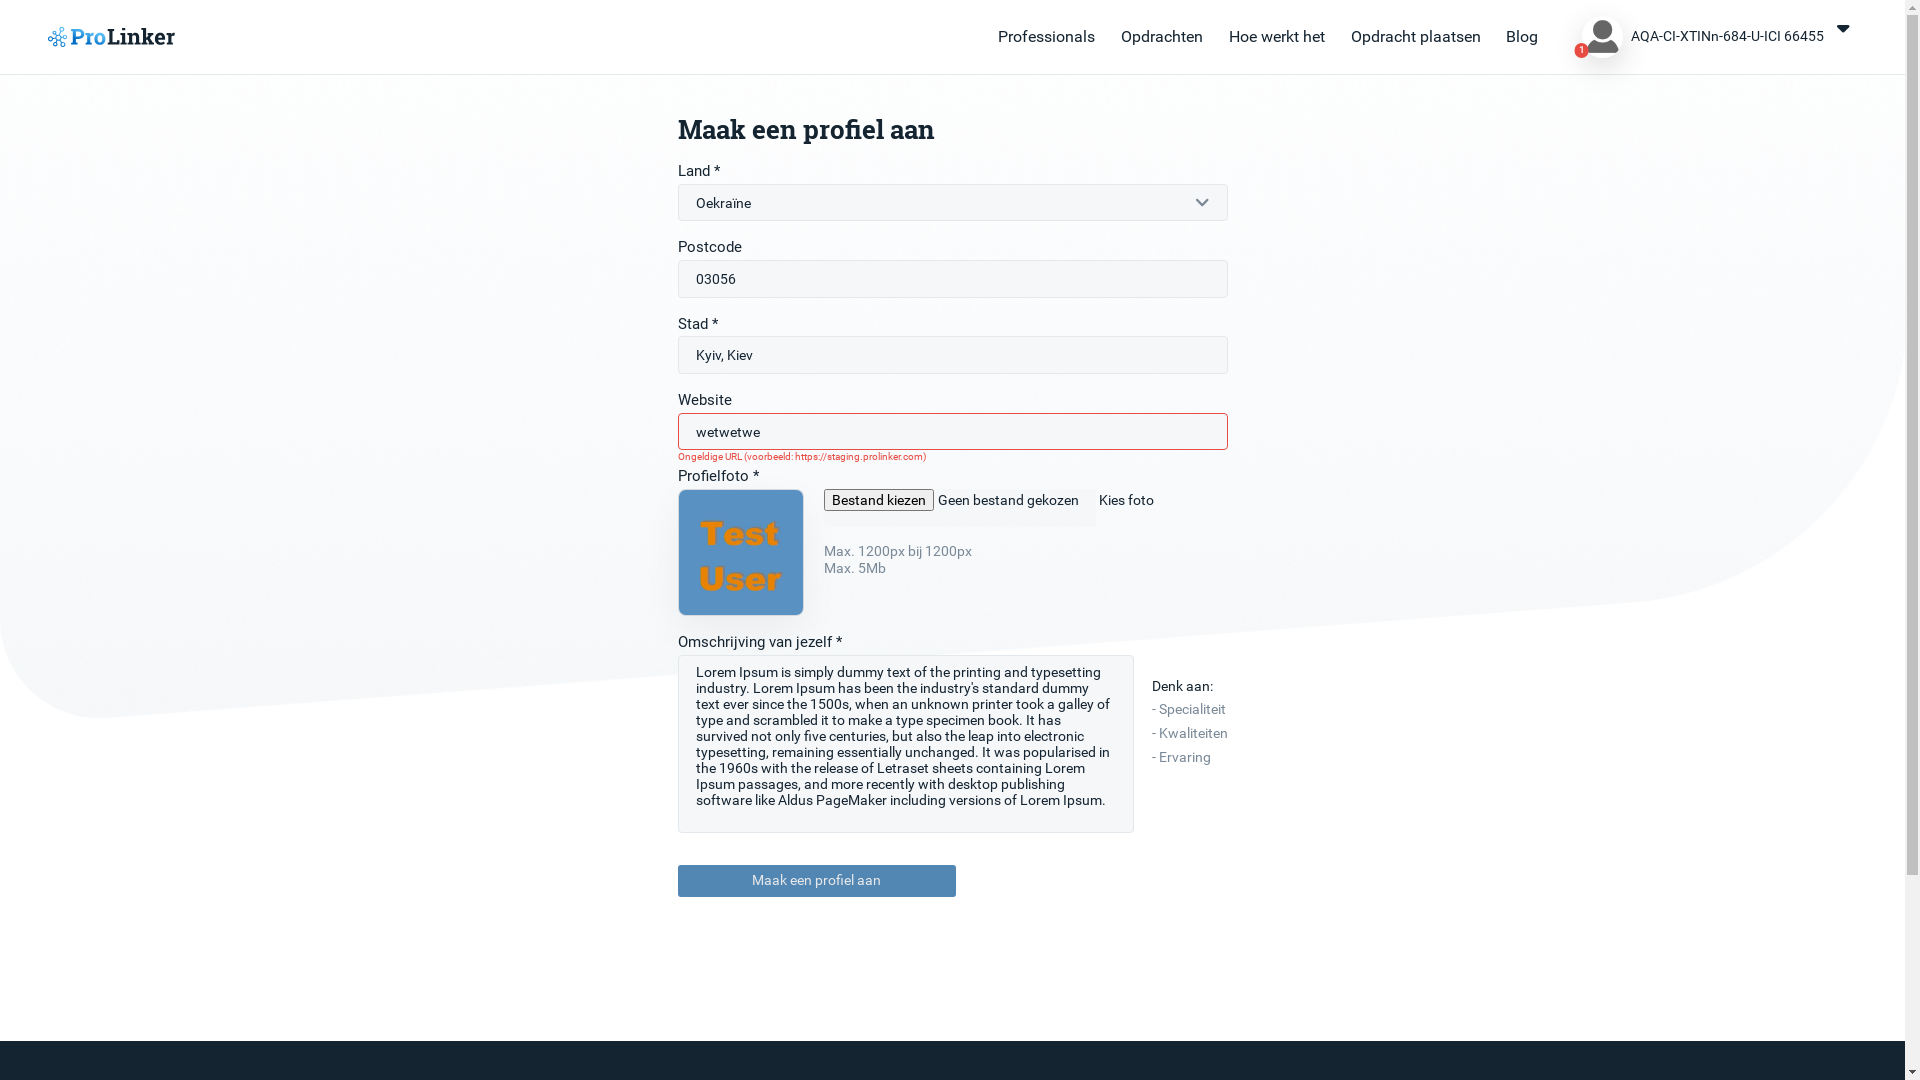 ProLinker
Professionals
Opdrachten
Hoe werkt het
Opdracht plaatsen
Blog
1
AQA-CI-XTINn-684-U-ICI 66455
Maak een profiel aan
Land *
Oekraïne
Postcode
03056
Stad *
Kyiv, Kiev
Website
wetwetwe
Ongeldige URL (voorbeeld: https://staging.prolinker.com)
Profielfoto *
Test
User
Bestand kiezen Geen bestand gekozen
Kies foto
Max. 1200px bij 1200px
Max. 5Mb
Omschrijving van jezelf *
Lorem Ipsum is simply dummy text of the printing and typesetting
industry. Lorem Ipsum has been the industry's standard dummy
text ever since the 1500s, when an unknown printer took a galley of
type and scrambled it to make a type specimen book. It has
survived not only five centuries, but also the leap into electronic
typesetting, remaining essentially unchanged. It was popularised in
the 1960s with the release of Letraset sheets containing Lorem
Ipsum passages, and more recently with desktop publishing
software like Aldus PageMaker including versions of Lorem Ipsum.
Denk aan:
- Specialiteit
- Kwaliteiten
- Ervaring
Maak een profiel aan